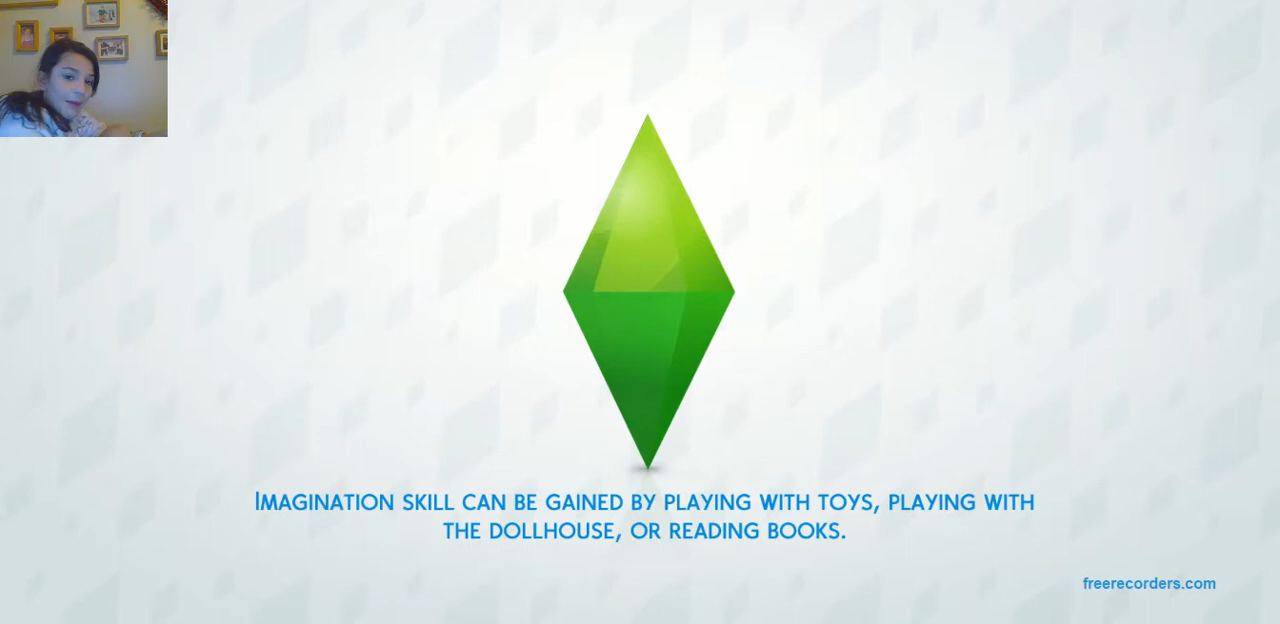 Imagination skill can be gained by playing with toys, playing with
the dollhouse, or reading books.
freerecorders.com